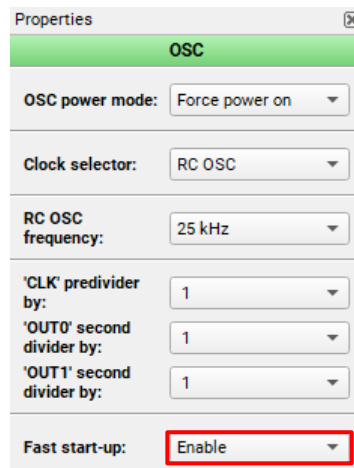 Properties
OSC
OSC power mode: Force power on
Clock selector: RC OSC
RC OSC
frequency: 25 kHz
'CLK' predivider
by: 1
'OUT0' second
divider by: 1
'OUT1' second
divider by: 1
Fast start-up: Enable